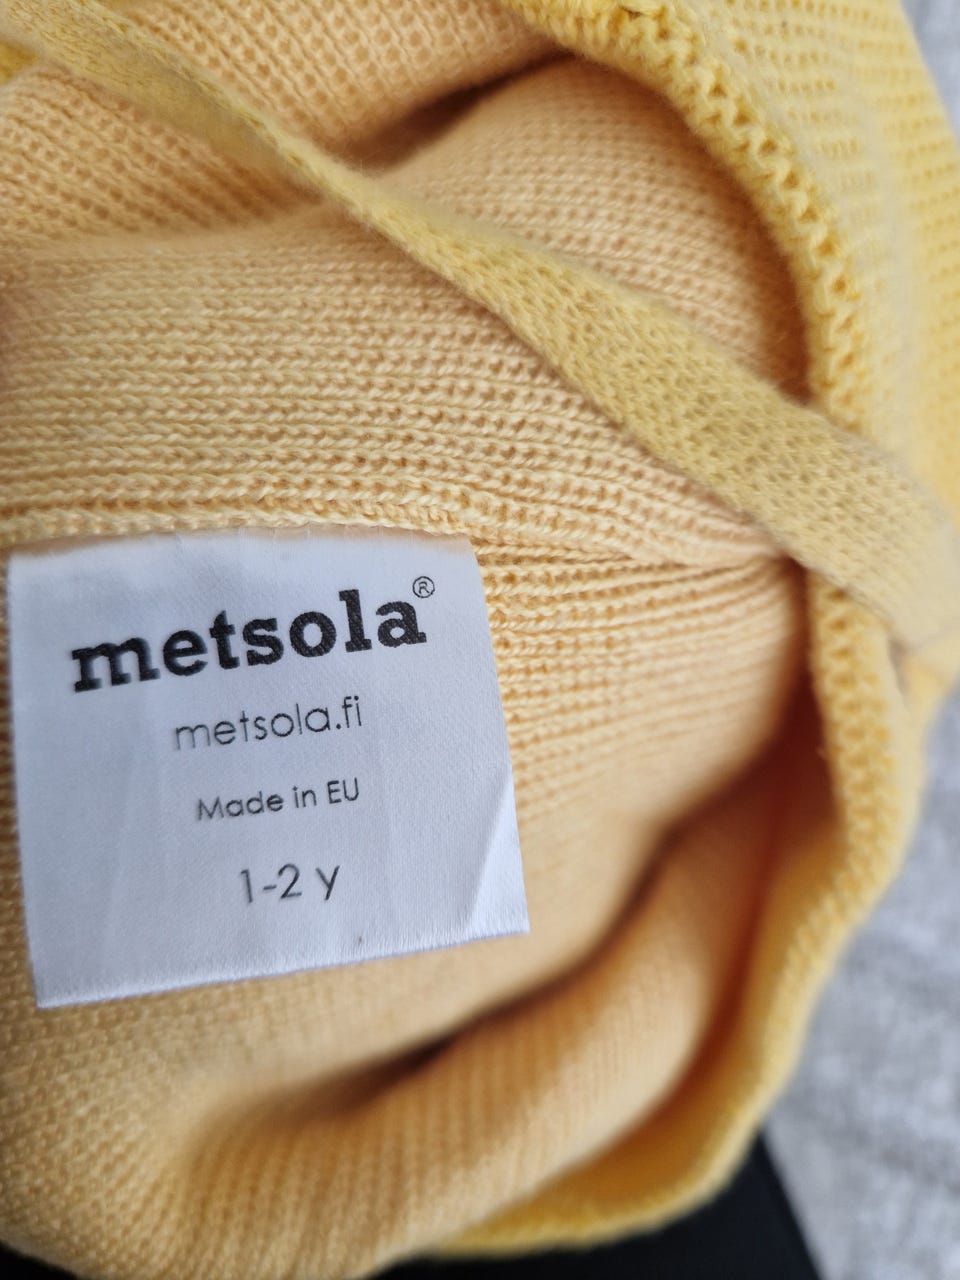 metsola®
metsola.fi
Made in EU
1-2 y